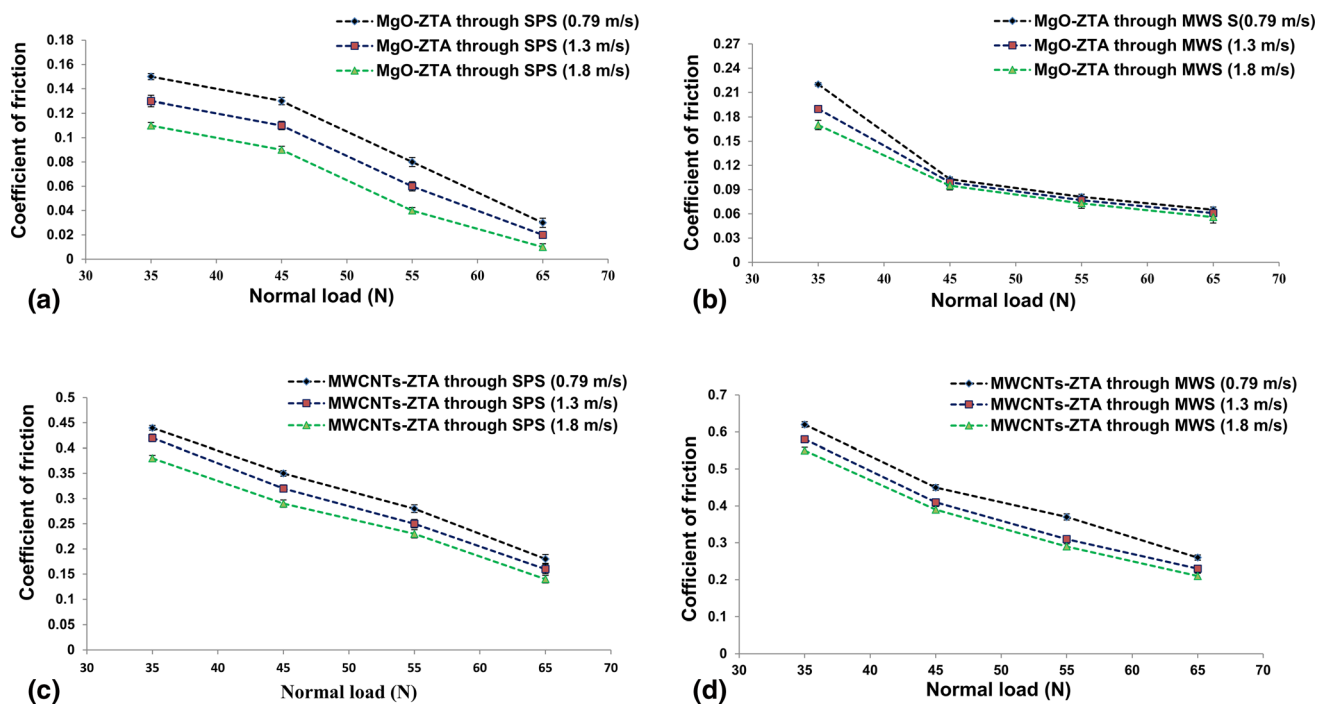 MgO-ZTA through SPS (0.79 m/s)
MgO-ZTA through SPS (1.3 m/s)
MgO-ZTA through SPS (1.8 m/s)
Coefficient of friction
0.18
0.16
0.14
0.12
0.1
0.08
0.06
0.04
0.02
0
30 35 40 45 50 55 60 65 70
Normal load (N)
(a)
MgO-ZTA through MWS S(0.79 m/s)
MgO-ZTA through MWS (1.3 m/s)
MgO-ZTA through MWS (1.8 m/s)
Coefficient of friction
0.27
0.24
0.21
0.18
0.15
0.12
0.09
0.06
0.03
0
30 35 40 45 50 55 60 65 70
Normal load (N)
(b)
MWCNTs-ZTA through SPS (0.79 m/s)
MWCNTs-ZTA through SPS (1.3 m/s)
MWCNTs-ZTA through SPS (1.8 m/s)
Coefficient of friction
0.5
0.45
0.4
0.35
0.3
0.25
0.2
0.15
0.1
0.05
0
30 35 40 45 50 55 60 65 70
Normal load (N)
(c)
MWCNTs-ZTA through MWS (0.79 m/s)
MWCNTs-ZTA through MWS (1.3 m/s)
MWCNTs-ZTA through MWS (1.8 m/s)
Cofficient of friction
0.7
0.6
0.5
0.4
0.3
0.2
0.1
0
30 35 40 45 50 55 60 65 70
Normal load (N)
(d)